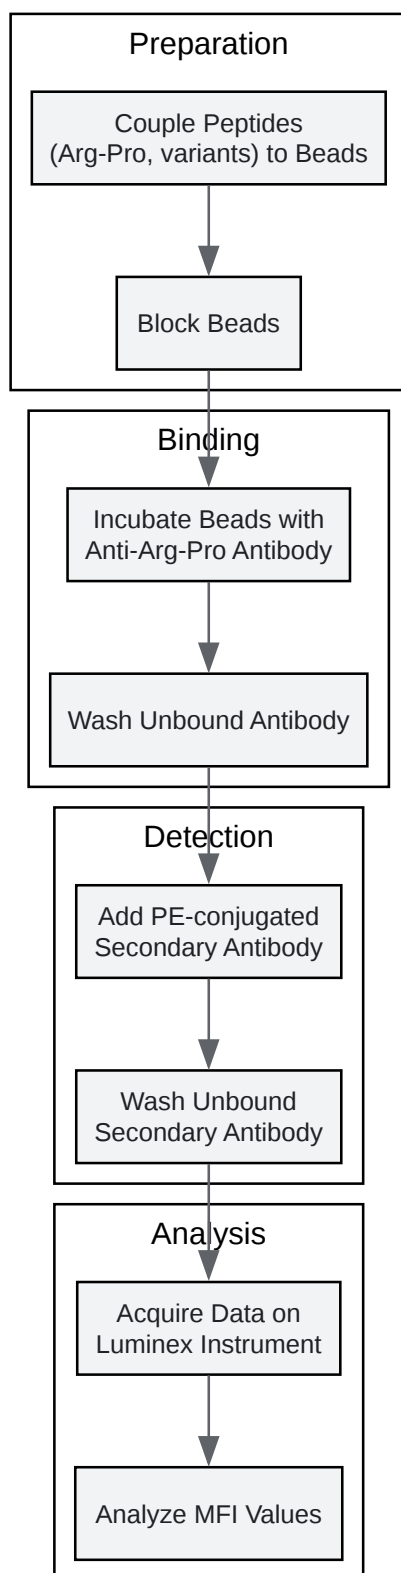 Preparation
Couple Peptides
(Arg-Pro, variants) to Beads
Block Beads
Binding
Incubate Beads with
Anti-Arg-Pro Antibody
Wash Unbound Antibody
Detection
Add PE-conjugated
Secondary Antibody
Wash Unbound
Secondary Antibody
Analysis
Acquire Data on
Luminex Instrument
Analyze MFI Values